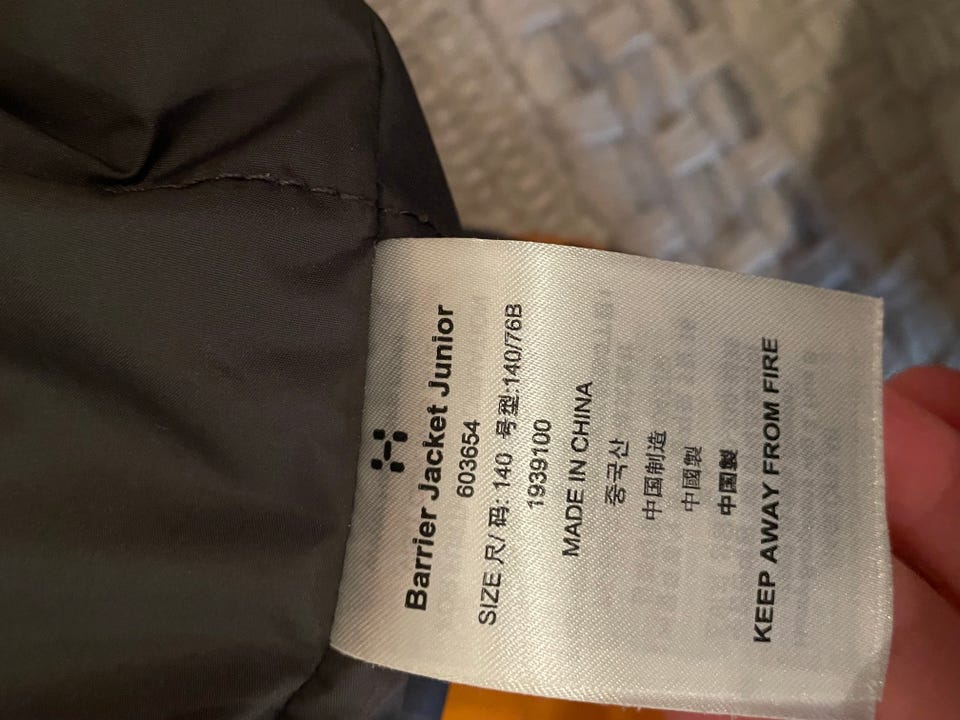 Barrier Jacket Junior
603654
SIZE 尺/ 码: 140 号型:140/76B
1939100
MADE IN CHINA
중국산
中国制造
中國製
中国製
KEEP AWAY FROM FIRE